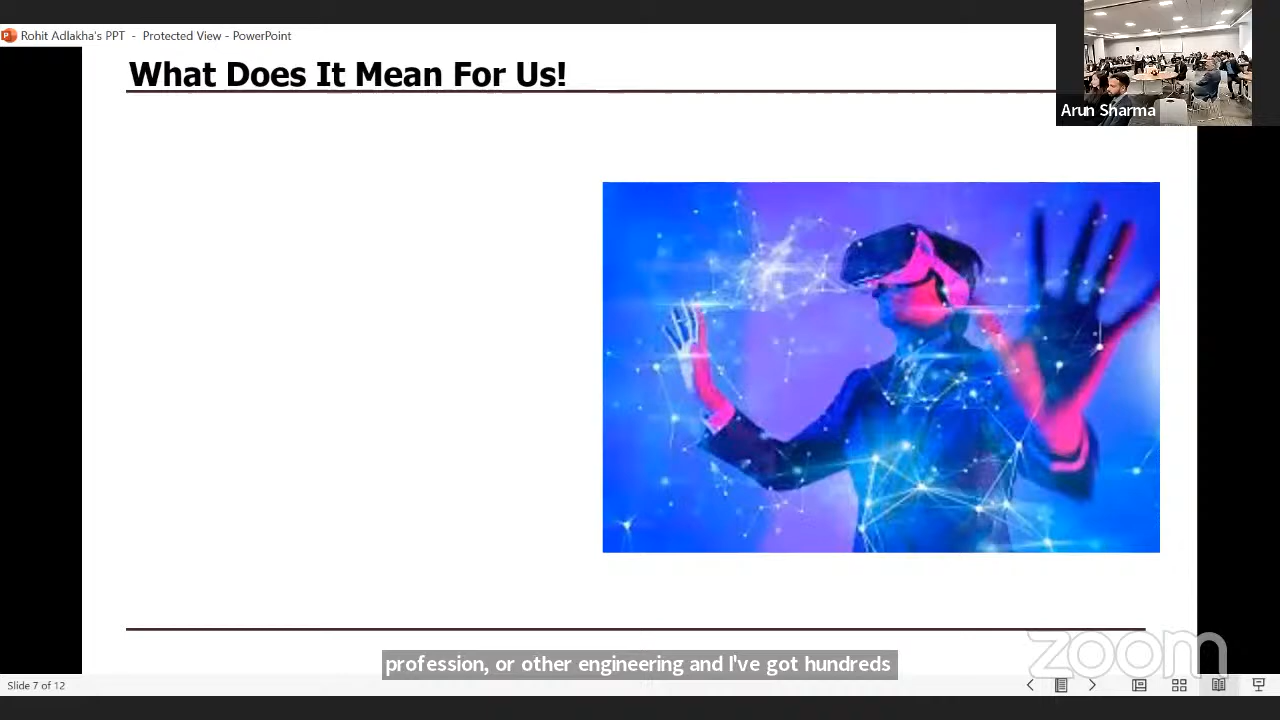 Rohit Adlakha's PPT - Protected View - PowerPoint
What Does It Mean For Us!
Arun Sharma
profession, or other engineering and I've got hundreds
zoom
Slide 7 of 12